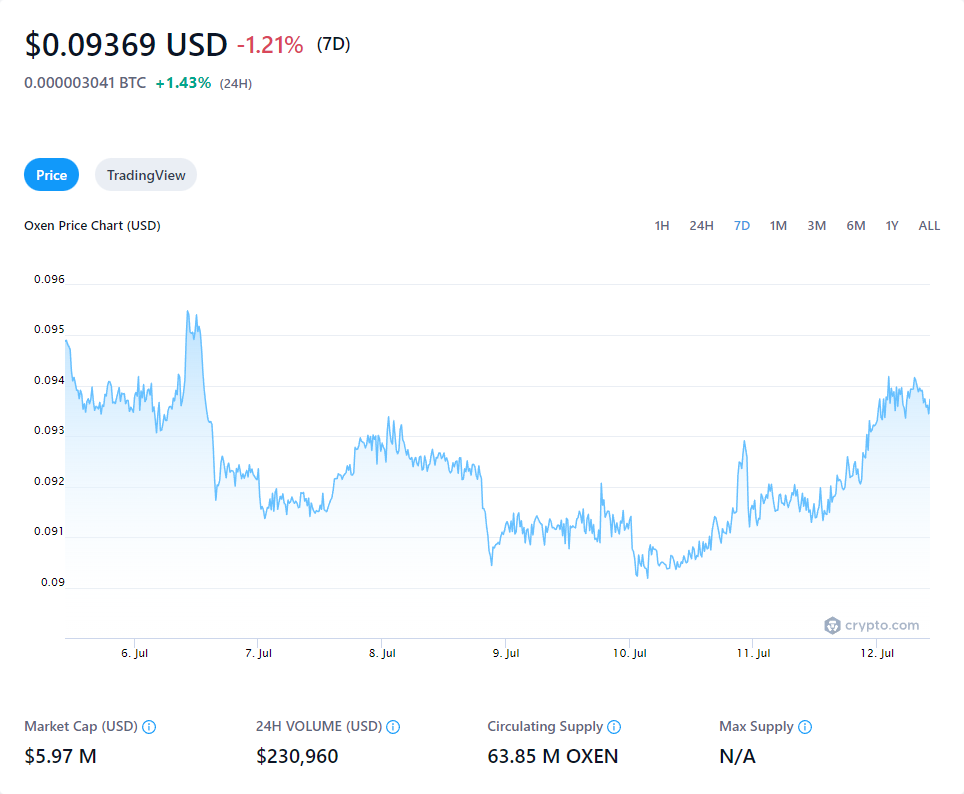 $0.09369 USD -1.21% (7D)
0.000003041 BTC +1.43% (24H)
Price TradingView
Oxen Price Chart (USD) 1H 24H 7D 1M 3M 6M 1Y ALL
0.096
0.095
0.094
0.093
0.092
0.091
0.09
crypto.com
6. Jul 7. Jul 8. Jul 9. Jul 10. Jul 11. Jul 12. Jul
Market Cap (USD) 24H VOLUME (USD) Circulating Supply Max Supply
$5.97 M $230,960 63.85 M OXEN N/A